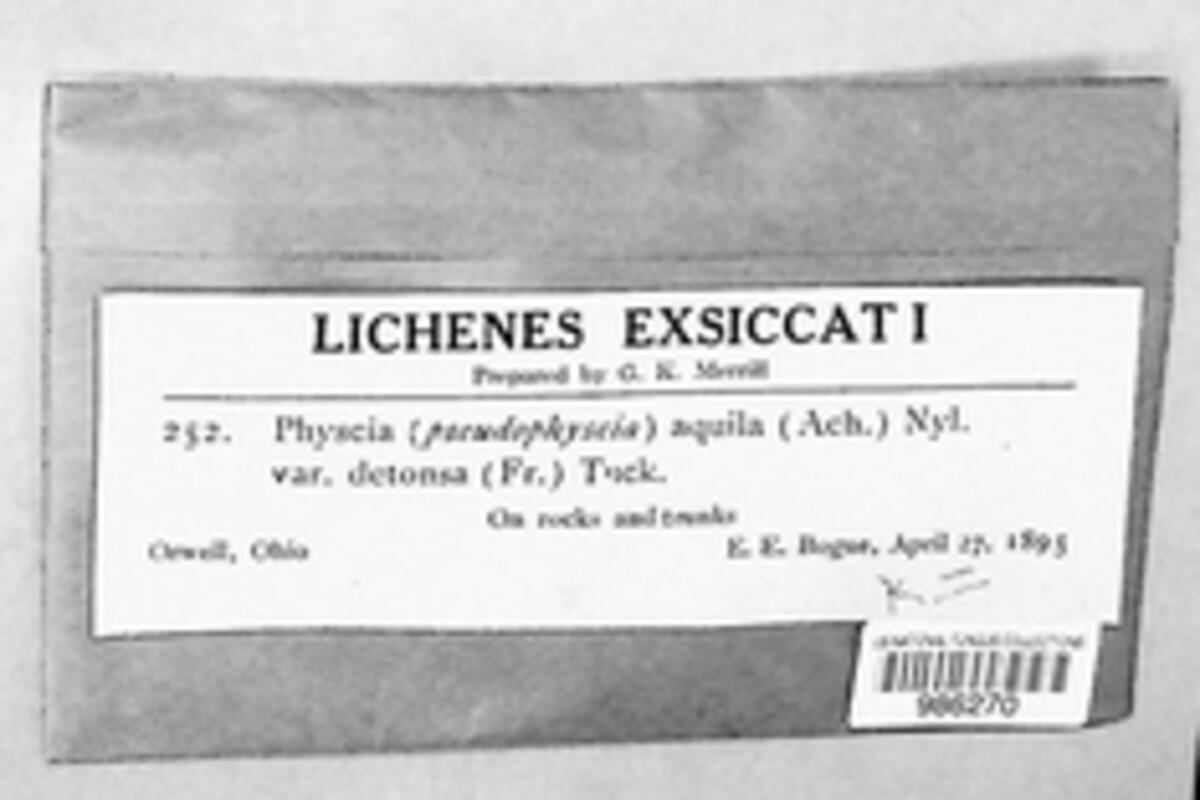 LICHENES EXSICCATI
Prepared by G. K. Merrill
252. Physcia (pseudophyscia) aquila (Ach.) Nyl.
var. detonsa (Fr.) Tuck.
On rocks and trunks
Orwell, Ohio E. E. Bogue, April 27, 1895
K =
986270